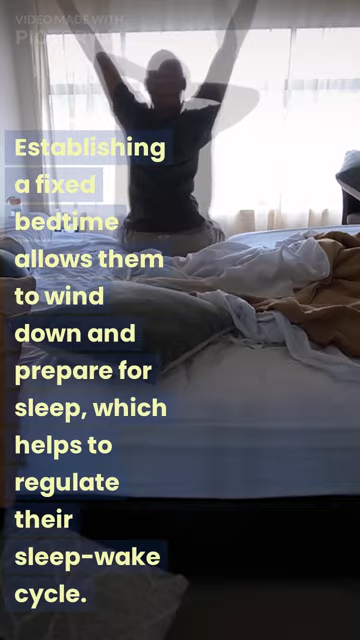 VIDEO MADE WITH
Establishing
a fixed
bedtime
allows them
to wind
down and
prepare for
sleep, which
helps to
regulate
their
sleep-wake
cycle.